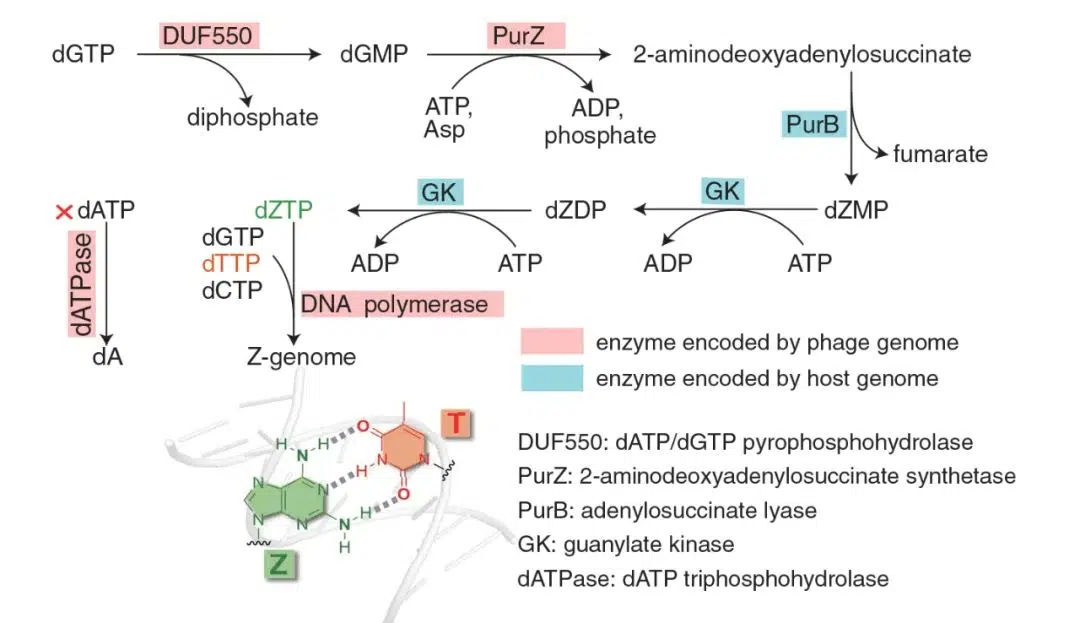 DUF550
PurZ
dGTP
dGMP
2-aminodeoxyadenylosuccinate
diphosphate
ATP,
Asp
ADP,
phosphate
PurB
fumarate
GK
GK
× dATP
dZTP
dZDP
dZMP
dGTP
dTTP
dCTP
ADP
ATP
ADP
ATP
dATPase
DNA polymerase
dA
Z-genome
enzyme encoded by phage genome
enzyme encoded by host genome
T
H
N
H
O
N
H
N
O
N
N
N
N
N
H
H
Z
DUF550: dATP/dGTP pyrophosphohydrolase
PurZ: 2-aminodeoxyadenylosuccinate synthetase
PurB: adenylosuccinate lyase
GK: guanylate kinase
dATPase: dATP triphosphohydrolase